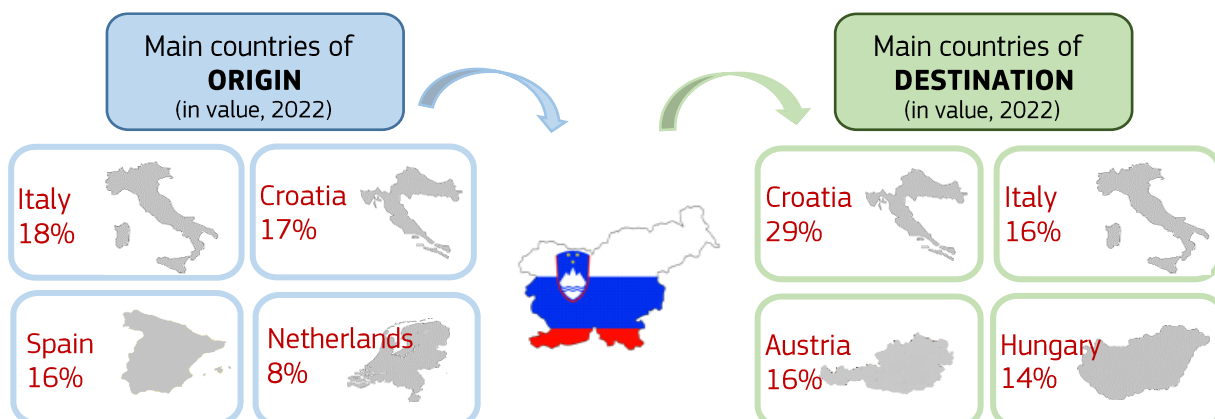 Main countries of
ORIGIN
(in value, 2022)
Main countries of
DESTINATION
(in value, 2022)
Italy
18%
Croatia
17%
Spain
16%
Netherlands
8%
Croatia
29%
Italy
16%
Austria
16%
Hungary
14%